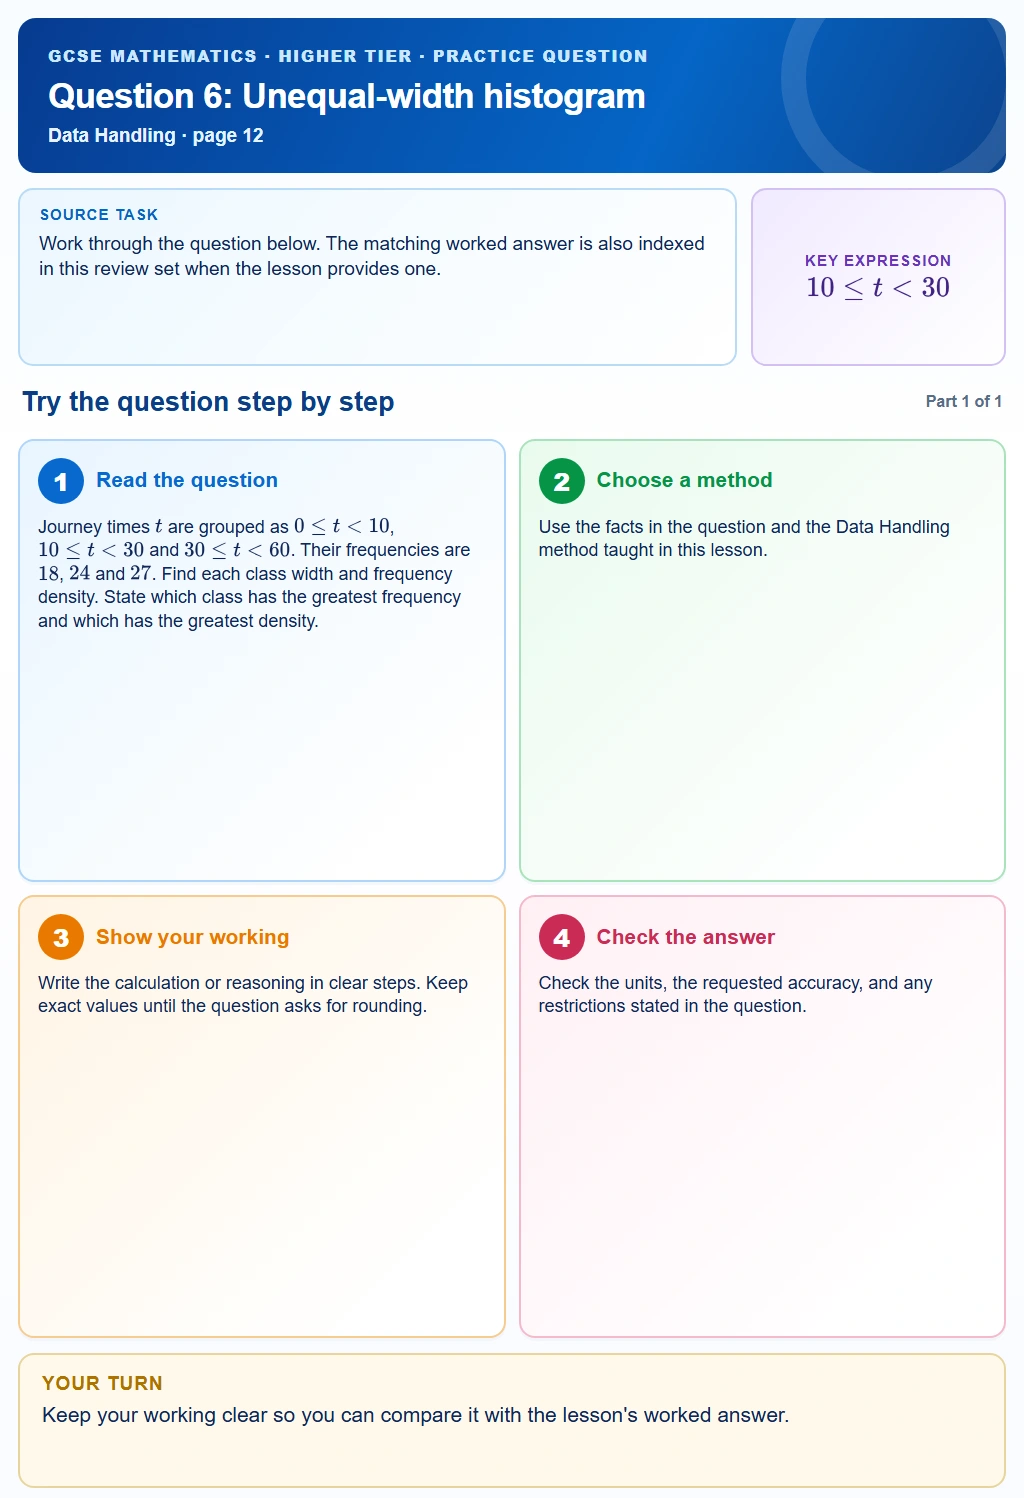 GCSE MATHEMATICS · HIGHER TIER · PRACTICE QUESTION
Question 6: Unequal-width histogram
Data Handling · page 12
SOURCE TASK
Work through the question below. The matching worked answer is also indexed
in this review set when the lesson provides one.
KEY EXPRESSION
10 ≤ t < 30
Try the question step by step
Part 1 of 1
1 Read the question
Journey times t are grouped as 0 ≤ t < 10,
10 ≤ t < 30 and 30 ≤ t < 60. Their frequencies are
18, 24 and 27. Find each class width and frequency
density. State which class has the greatest frequency
and which has the greatest density.
2 Choose a method
Use the facts in the question and the Data Handling
method taught in this lesson.
3 Show your working
Write the calculation or reasoning in clear steps. Keep
exact values until the question asks for rounding.
4 Check the answer
Check the units, the requested accuracy, and any
restrictions stated in the question.
YOUR TURN
Keep your working clear so you can compare it with the lesson's worked answer.